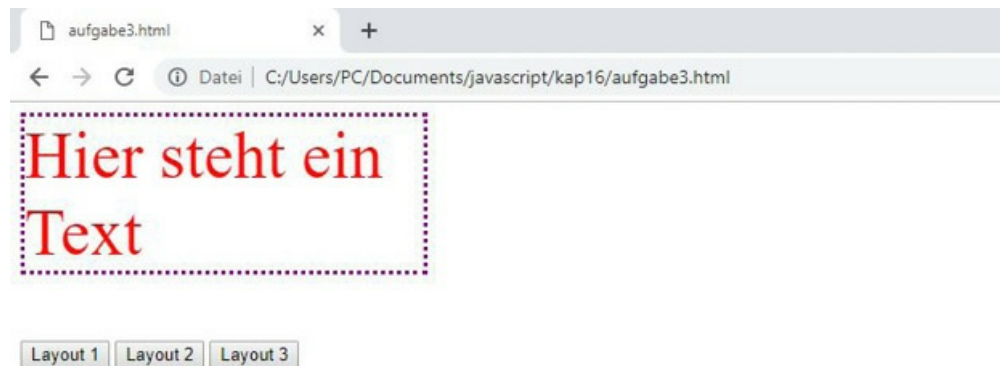 aufgabe3.html
Datei | C:/Users/PC/Documents/javascript/kap16/aufgabe3.html
Hier steht ein
Text
Layout 1 Layout 2 Layout 3